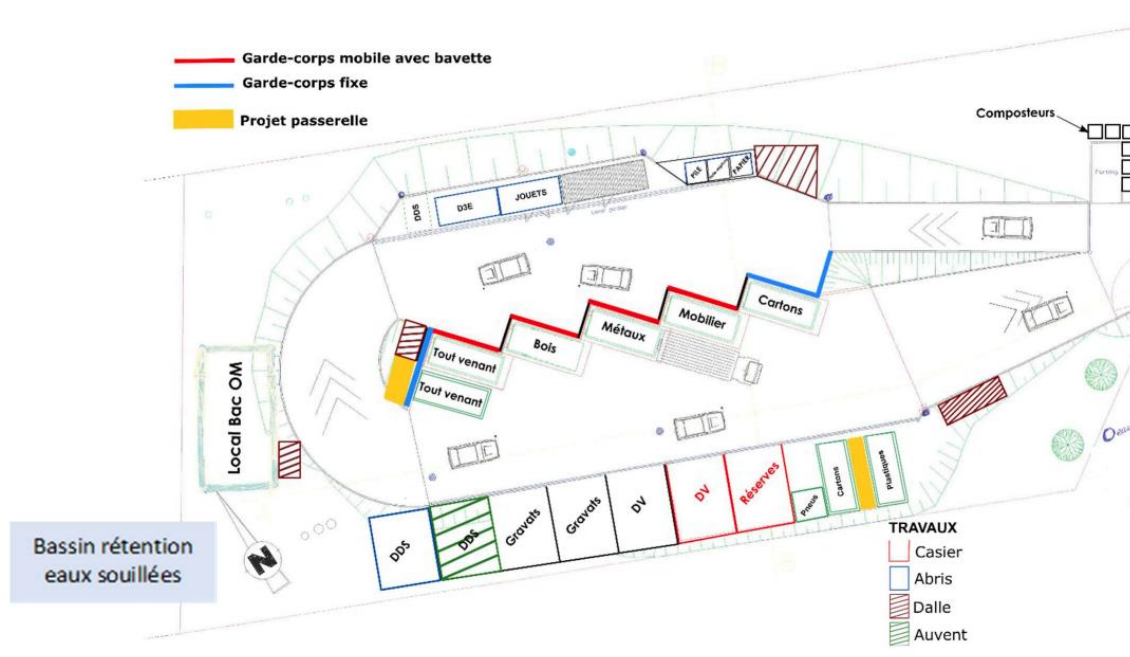 Garde-corps mobile avec bavette
Garde-corps fixe
Projet passerelle
Composteurs
Parking
DDS
D3E
JOUETS
PILE
PAPIER
Cartons
Mobilier
Métaux
Bois
Tout venant
Tout venant
Local Bac OM
N
Bassin rétention
eaux souillées
DDS
DDS
Gravats
Gravats
DV
DV
Réserves
Pneus
Cartons
Plastiques
TRAVAUX
Casier
Abris
Dalle
Auvent